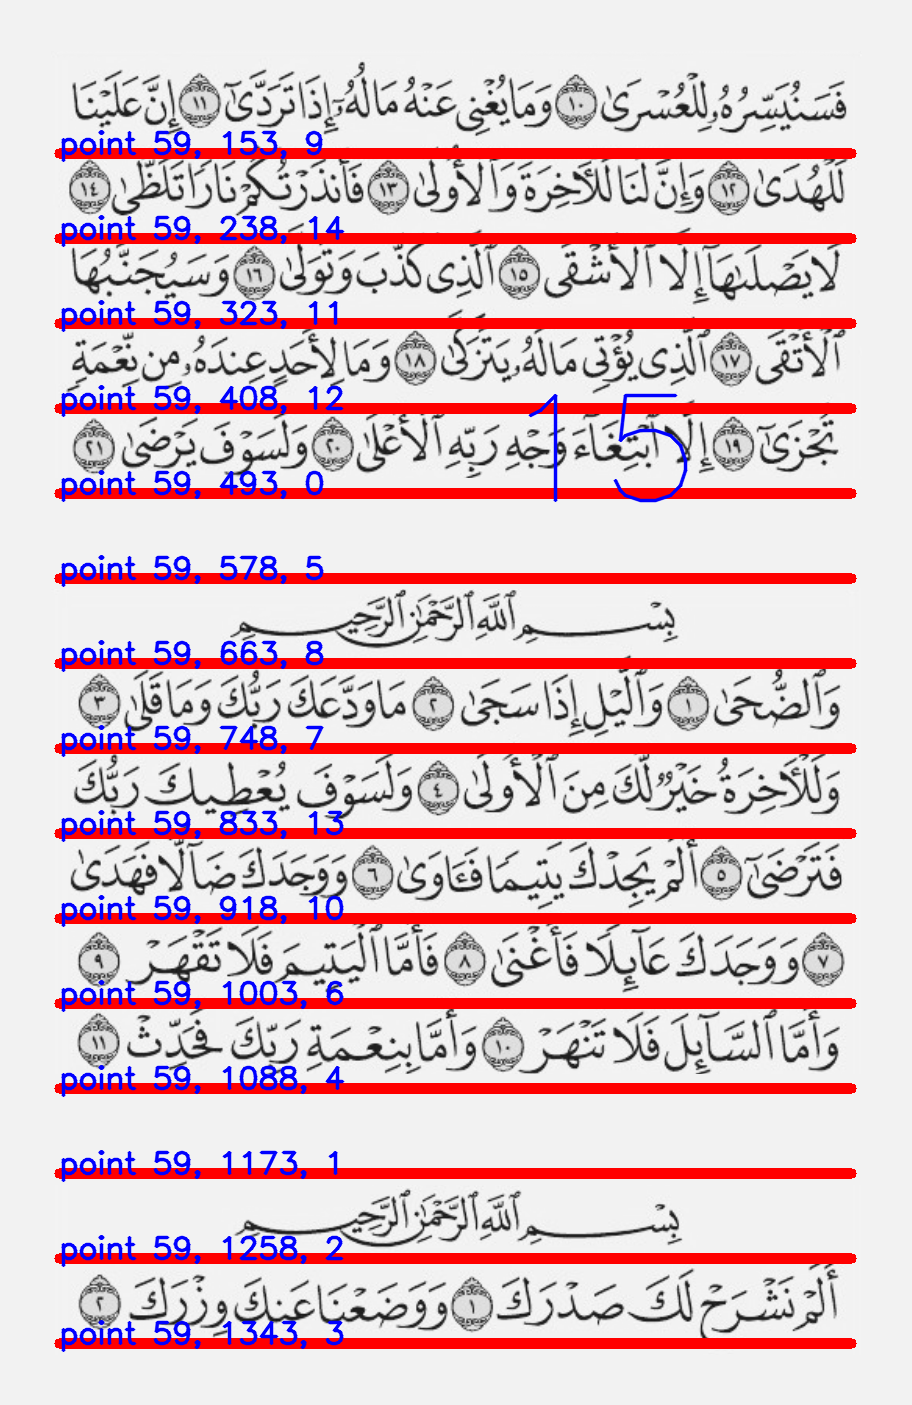 فَسَنُيَسِّرُهُۥ لِلْعُسْرَىٰ ١٠ وَمَا يُغْنِى عَنْهُ مَالُهُۥٓ إِذَا تَرَدَّىٰٓ ١١ إِنَّ عَلَيْنَا
point 59, 153, 9
لَلْهُدَىٰ ١٢ وَإِنَّ لَنَا لَلْـَٔاخِرَةَ وَٱلْأُولَىٰ ١٣ فَأَنذَرْتُكُمْ نَارًا تَلَظَّىٰ ١٤
point 59, 238, 14
لَا يَصْلَىٰهَآ إِلَّا ٱلْأَشْقَى ١٥ ٱلَّذِى كَذَّبَ وَتَوَلَّىٰ ١٦ وَسَيُجَنَّبُهَا
point 59, 323, 11
ٱلْأَتْقَى ١٧ ٱلَّذِى يُؤْتِى مَالَهُۥ يَتَزَكَّىٰ ١٨ وَمَا لِأَحَدٍ عِندَهُۥ مِن نِّعْمَةٍ
point 59, 408, 12
تُجْزَىٰٓ ١٩ إِلَّا ٱبْتِغَآءَ وَجْهِ رَبِّهِ ٱلْأَعْلَىٰ ٢٠ وَلَسَوْفَ يَرْضَىٰ ٢١
15
point 59, 493, 0
point 59, 578, 5
بِسْمِ ٱللَّهِ ٱلرَّحْمَٰنِ ٱلرَّحِيمِ
point 59, 663, 8
وَٱلضُّحَىٰ ١ وَٱلَّيْلِ إِذَا سَجَىٰ ٢ مَا وَدَّعَكَ رَبُّكَ وَمَا قَلَىٰ ٣
point 59, 748, 7
وَلَلْـَٔاخِرَةُ خَيْرٌ لَّكَ مِنَ ٱلْأُولَىٰ ٤ وَلَسَوْفَ يُعْطِيكَ رَبُّكَ
point 59, 833, 13
فَتَرْضَىٰٓ ٥ أَلَمْ يَجِدْكَ يَتِيمًا فَـَٔاوَىٰ ٦ وَوَجَدَكَ ضَآلًّا فَهَدَىٰ
point 59, 918, 10
٧ وَوَجَدَكَ عَآئِلًا فَأَغْنَىٰ ٨ فَأَمَّا ٱلْيَتِيمَ فَلَا تَقْهَرْ ٩
point 59, 1003, 6
وَأَمَّا ٱلسَّآئِلَ فَلَا تَنْهَرْ ١٠ وَأَمَّا بِنِعْمَةِ رَبِّكَ فَحَدِّثْ ١١
point 59, 1088, 4
point 59, 1173, 1
بِسْمِ ٱللَّهِ ٱلرَّحْمَٰنِ ٱلرَّحِيمِ
point 59, 1258, 2
أَلَمْ نَشْرَحْ لَكَ صَدْرَكَ ١ وَوَضَعْنَا عَنكَ وِزْرَكَ ٢
point 59, 1343, 3